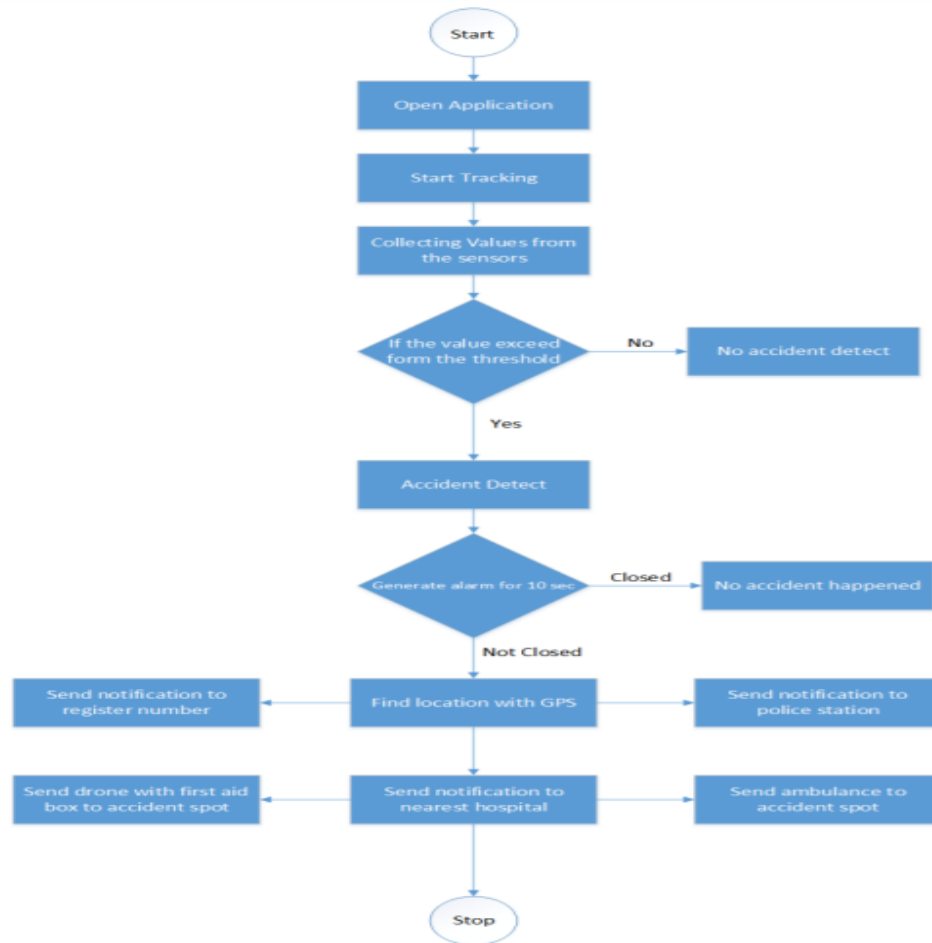 Start
Open Application
Start Tracking
Collecting Values from
the sensors
If the value exceed
form the threshold
No
No accident detect
Yes
Accident Detect
Generate alarm for 10 sec
Closed
No accident happened
Not Closed
Send notification to
register number
Find location with GPS
Send notification to
police station
Send drone with first aid
box to accident spot
Send notification to
nearest hospital
Send ambulance to
accident spot
Stop